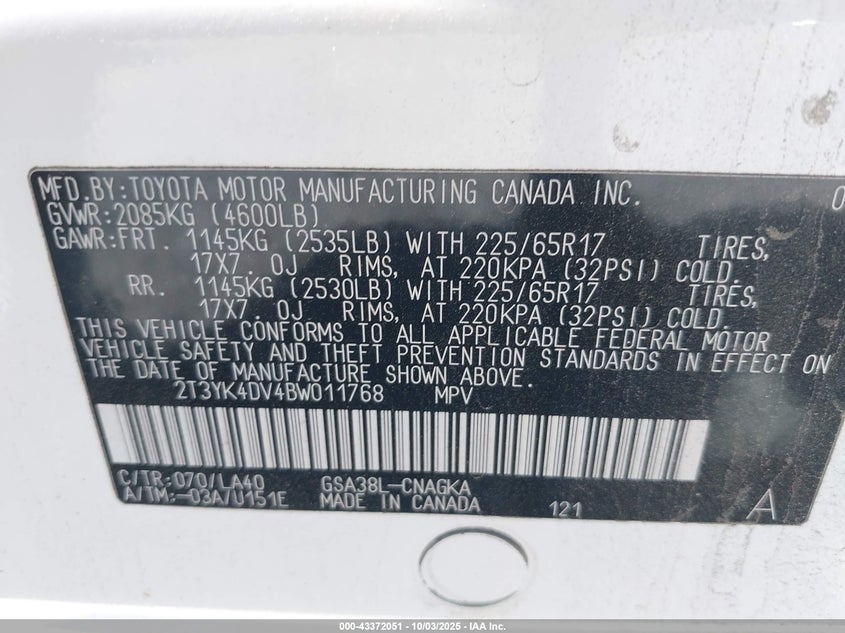 MFD.BY:TOYOTA MOTOR MANUFACTURING CANADA INC. 0
GVWR:2085KG (4600LB)
GAWR:FRT. 1145KG (2535LB) WITH 225/65R17 TIRES,
17X7.0J RIMS, AT 220KPA (32PSI) COLD.
RR. 1145KG (2530LB) WITH 225/65R17 TIRES,
17X7.0J RIMS, AT 220KPA (32PSI) COLD.
THIS VEHICLE CONFORMS TO ALL APPLICABLE FEDERAL MOTOR
VEHICLE SAFETY AND THEFT PREVENTION STANDARDS IN EFFECT ON
THE DATE OF MANUFACTURE SHOWN ABOVE.
2T3YK4DV4BW011768 MPV
C/TR:070/LA40 GSA38L-CNAGKA
A/TM:-03A/U151E MADE IN CANADA 121 A
000-43372051 - 10/03/2025 - IAA Inc.